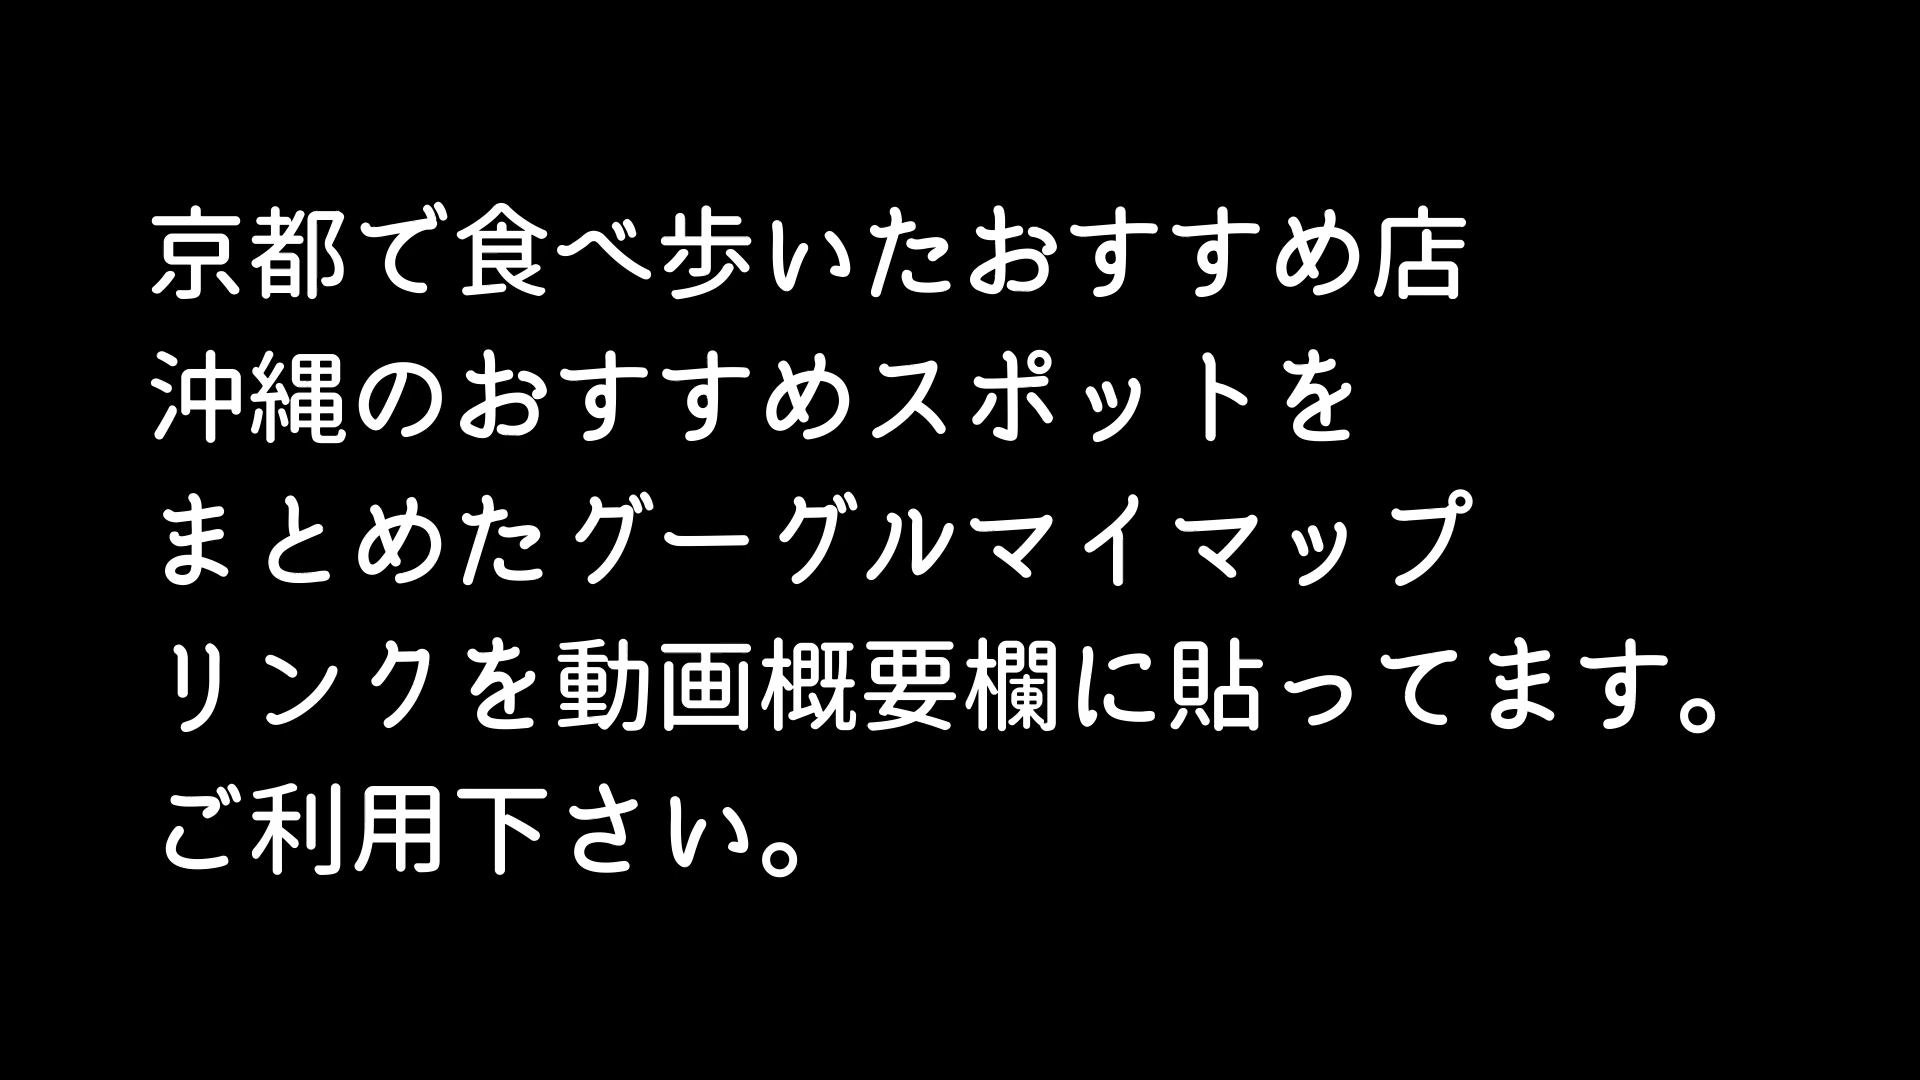 京都で食べ歩いたおすすめ店
沖縄のおすすめスポットを
まとめたグーグルマイマップ
リンクを動画概要欄に貼ってます。
ご利用下さい。